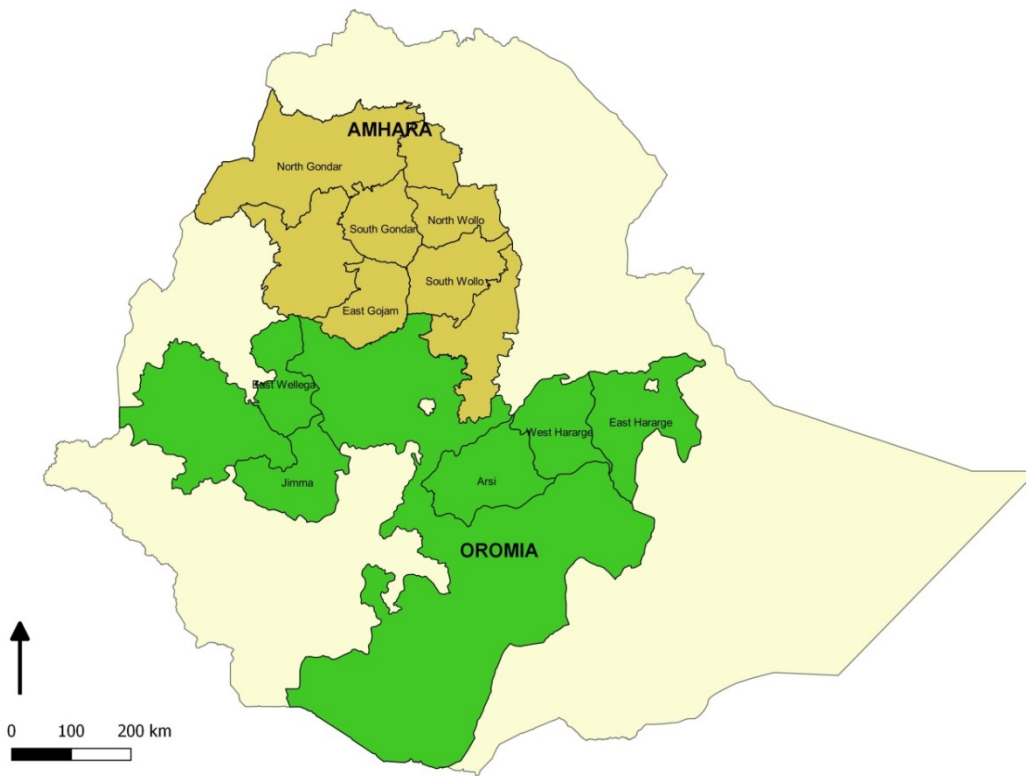 AMHARA
North Gondar
South Gondar
North Wollo
South Wollo
East Gojam
East Wellega
West Hararge
East Hararge
Jimma
Arsi
OROMIA
0 100 200 km